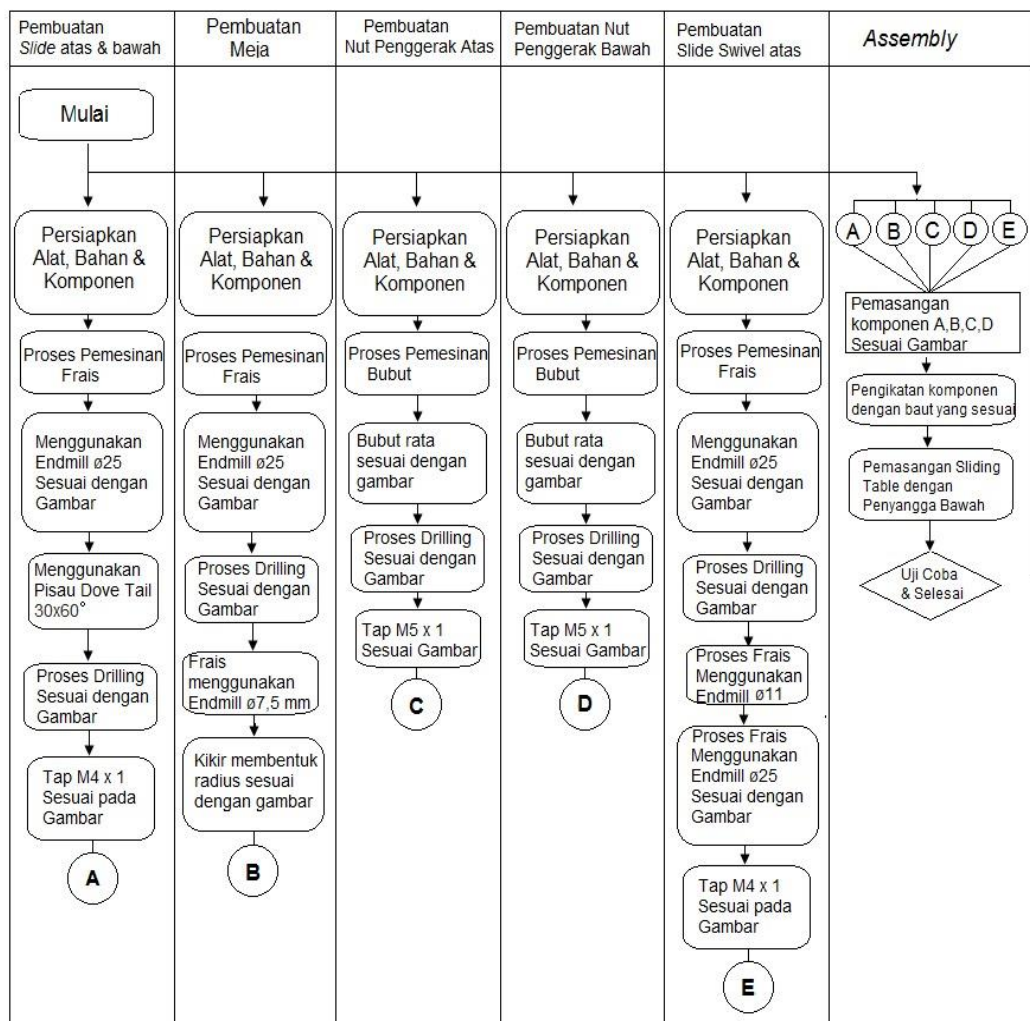 Pembuatan
Slide atas & bawah
Pembuatan
Meja
Pembuatan
Nut Penggerak Atas
Pembuatan Nut
Penggerak Bawah
Pembuatan
Slide Swivel atas
Assembly
Mulai
Persiapkan
Alat, Bahan &
Komponen
Proses Pemesinan
Frais
Menggunakan
Endmill ø25
Sesuai dengan
Gambar
Menggunakan
Pisau Dove Tail
30x60°
Proses Drilling
Sesuai dengan
Gambar
Tap M4 x 1
Sesuai pada
Gambar
A
Persiapkan
Alat, Bahan &
Komponen
Proses Pemesinan
Frais
Menggunakan
Endmill ø25
Sesuai dengan
Gambar
Proses Drilling
Sesuai dengan
Gambar
Frais
menggunakan
Endmill ø7,5 mm
Kikir membentuk
radius sesuai
dengan gambar
B
Persiapkan
Alat, Bahan &
Komponen
Proses Pemesinan
Bubut
Bubut rata
sesuai dengan
gambar
Proses Drilling
Sesuai dengan
Gambar
Tap M5 x 1
Sesuai Gambar
C
Persiapkan
Alat, Bahan &
Komponen
Proses Pemesinan
Bubut
Bubut rata
sesuai dengan
gambar
Proses Drilling
Sesuai dengan
Gambar
Tap M5 x 1
Sesuai Gambar
D
Persiapkan
Alat, Bahan &
Komponen
Proses Pemesinan
Frais
Menggunakan
Endmill ø25
Sesuai dengan
Gambar
Proses Drilling
Sesuai dengan
Gambar
Proses Frais
Menggunakan
Endmill ø11
Proses Frais
Menggunakan
Endmill ø25
Sesuai dengan
Gambar
Tap M4 x 1
Sesuai pada
Gambar
E
A B C D E
Pemasangan
komponen A,B,C,D
Sesuai Gambar
Pengikatan komponen
dengan baut yang sesuai
Pemasangan Sliding
Table dengan
Penyangga Bawah
Uji Coba
& Selesai